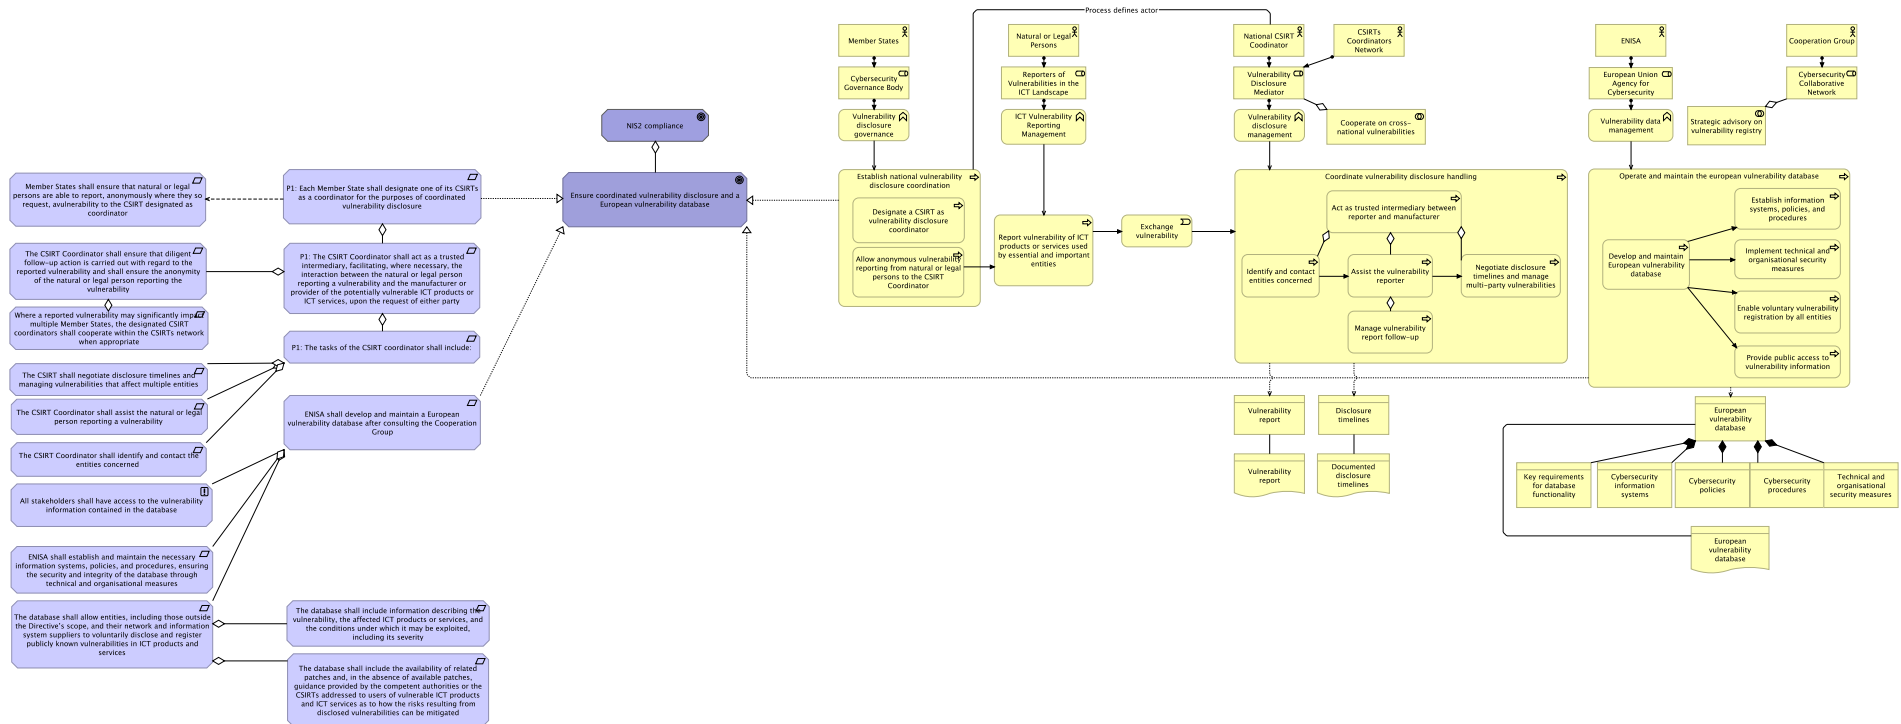 Process defines actor
Member States
Natural or Legal
Persons
National CSIRT
Coodinator
CSIRTs
Coordinators
Network
ENISA
Cooperation Group
Cybersecurity
Governance Body
Reporters of
Vulnerabilities in the
ICT Landscape
Vulnerability
Disclosure
Mediator
European Union
Agency for
Cybersecurity
Cybersecurity
Collaborative
Network
Vulnerability
disclosure
governance
ICT Vulnerability
Reporting
Management
Vulnerability
disclosure
management
Cooperate on cross-
national vulnerabilities
Vulnerability data
management
Strategic advisory on
vulnerability registry
NIS2 compliance
Ensure coordinated vulnerability disclosure and a
European vulnerability database
Member States shall ensure that natural or legal
persons are able to report, anonymously where they so
request, avulnerability to the CSIRT designated as
coordinator
P1: Each Member State shall designate one of its CSIRTs
as a coordinator for the purposes of coordinated
vulnerability disclosure
The CSIRT Coordinator shall ensure that diligent
follow-up action is carried out with regard to the
reported vulnerability and shall ensure the anonymity
of the natural or legal person reporting the
vulnerability
P1: The CSIRT Coordinator shall act as a trusted
intermediary, facilitating, where necessary, the
interaction between the natural or legal person
reporting a vulnerability and the manufacturer or
provider of the potentially vulnerable ICT products or
ICT services, upon the request of either party
Where a reported vulnerability may significantly impact
multiple Member States, the designated CSIRT
coordinators shall cooperate within the CSIRTs network
when appropriate
P1: The tasks of the CSIRT coordinator shall include:
The CSIRT shall negotiate disclosure timelines and
managing vulnerabilities that affect multiple entities
The CSIRT Coordinator shall assist the natural or legal
person reporting a vulnerability
The CSIRT Coordinator shall identify and contact the
entities concerned
ENISA shall develop and maintain a European
vulnerability database after consulting the Cooperation
Group
All stakeholders shall have access to the vulnerability
information contained in the database
ENISA shall establish and maintain the necessary
information systems, policies, and procedures, ensuring
the security and integrity of the database through
technical and organisational measures
The database shall allow entities, including those outside
the Directive's scope, and their network and information
system suppliers to voluntarily disclose and register
publicly known vulnerabilities in ICT products and
services
The database shall include information describing the
vulnerability, the affected ICT products or services, and
the conditions under which it may be exploited,
including its severity
The database shall include the availability of related
patches and, in the absence of available patches,
guidance provided by the competent authorities or the
CSIRTs addressed to users of vulnerable ICT products
and ICT services as to how the risks resulting from
disclosed vulnerabilities can be mitigated
Establish national vulnerability
disclosure coordination
Designate a CSIRT as
vulnerability disclosure
coordinator
Allow anonymous vulnerability
reporting from natural or legal
persons to the CSIRT
Coordinator
Report vulnerability of ICT
products or services used
by essential and important
entities
Exchange
vulnerability
Coordinate vulnerability disclosure handling
Act as trusted intermediary between
reporter and manufacturer
Identify and contact
entities concerned
Assist the vulnerability
reporter
Negotiate disclosure
timelines and manage
multi-party vulnerabilities
Manage vulnerability
report follow-up
Operate and maintain the european vulnerability database
Establish information
systems, policies, and
procedures
Develop and maintain
European vulnerability
database
Implement technical and
organisational security
measures
Enable voluntary vulnerability
registration by all entities
Provide public access to
vulnerability information
Vulnerability
report
Disclosure
timelines
Vulnerability
report
Documented
disclosure
timelines
European
vulnerability
database
Key requirements
for database
functionality
Cybersecurity
information
systems
Cybersecurity
policies
Cybersecurity
procedures
Technical and
organisational
security measures
European
vulnerability
database